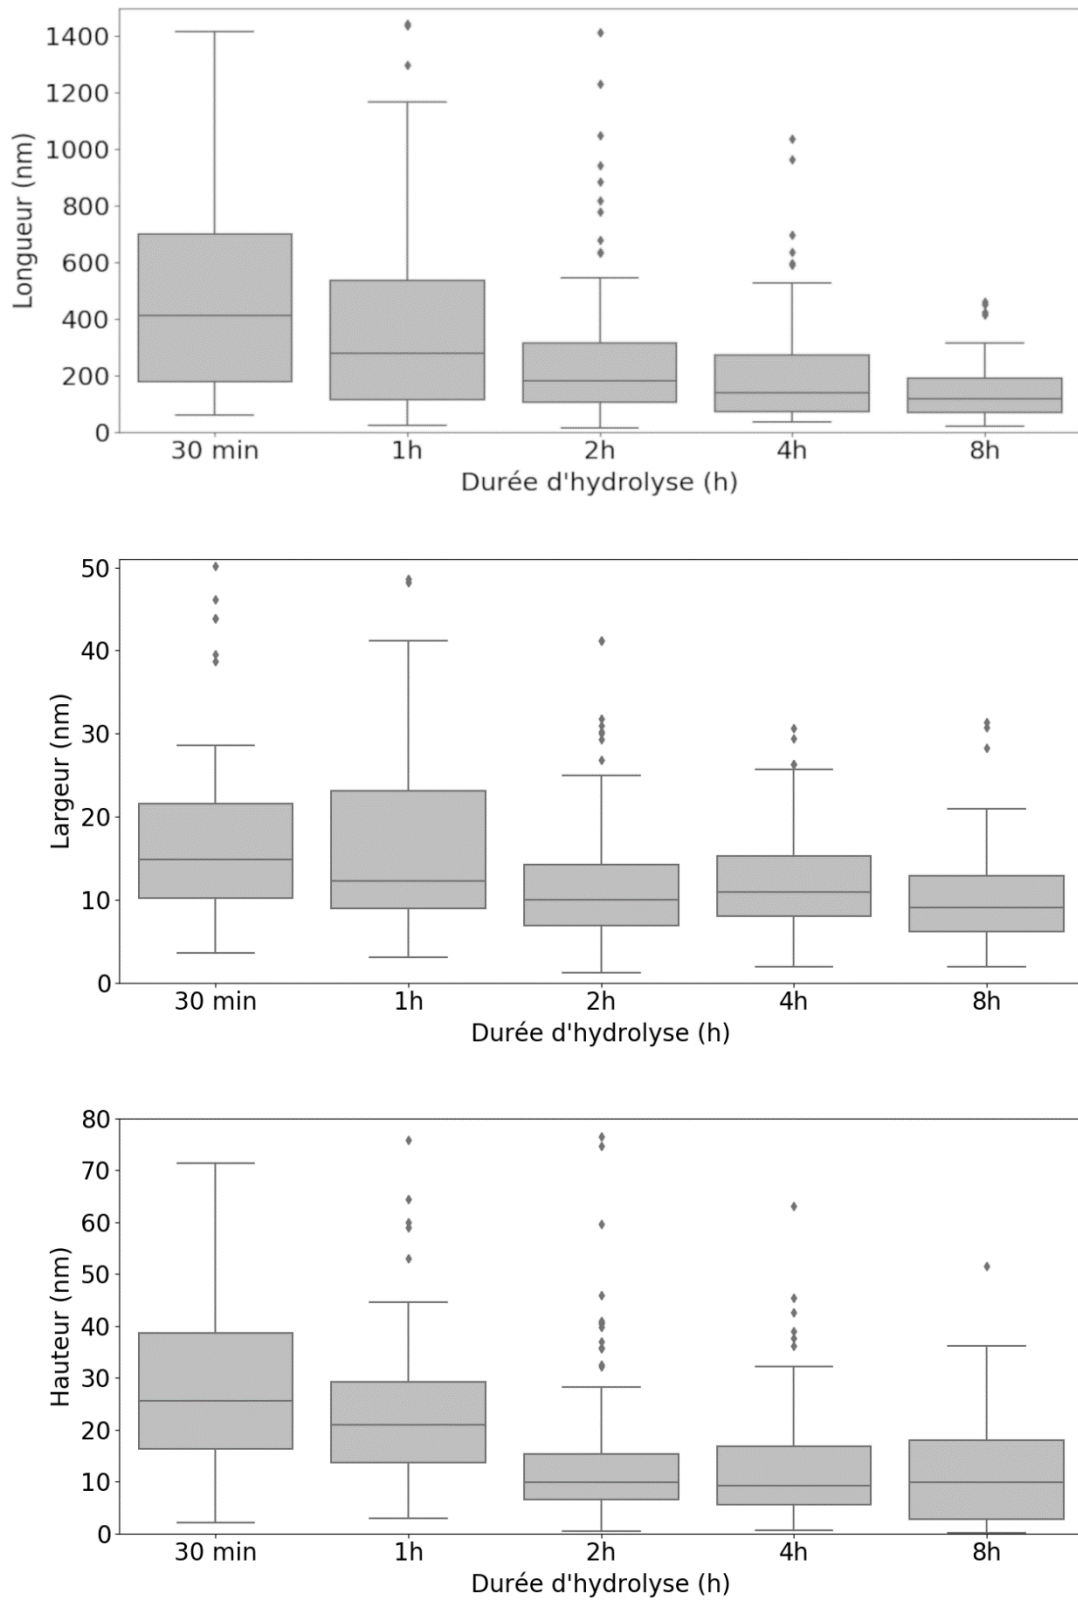 Longueur (nm)
1400
1200
1000
800
600
400
200
0
30 min 1h 2h 4h 8h
Durée d'hydrolyse (h)
Largeur (nm)
50
40
30
20
10
0
30 min 1h 2h 4h 8h
Durée d'hydrolyse (h)
Hauteur (nm)
80
70
60
50
40
30
20
10
0
30 min 1h 2h 4h 8h
Durée d'hydrolyse (h)